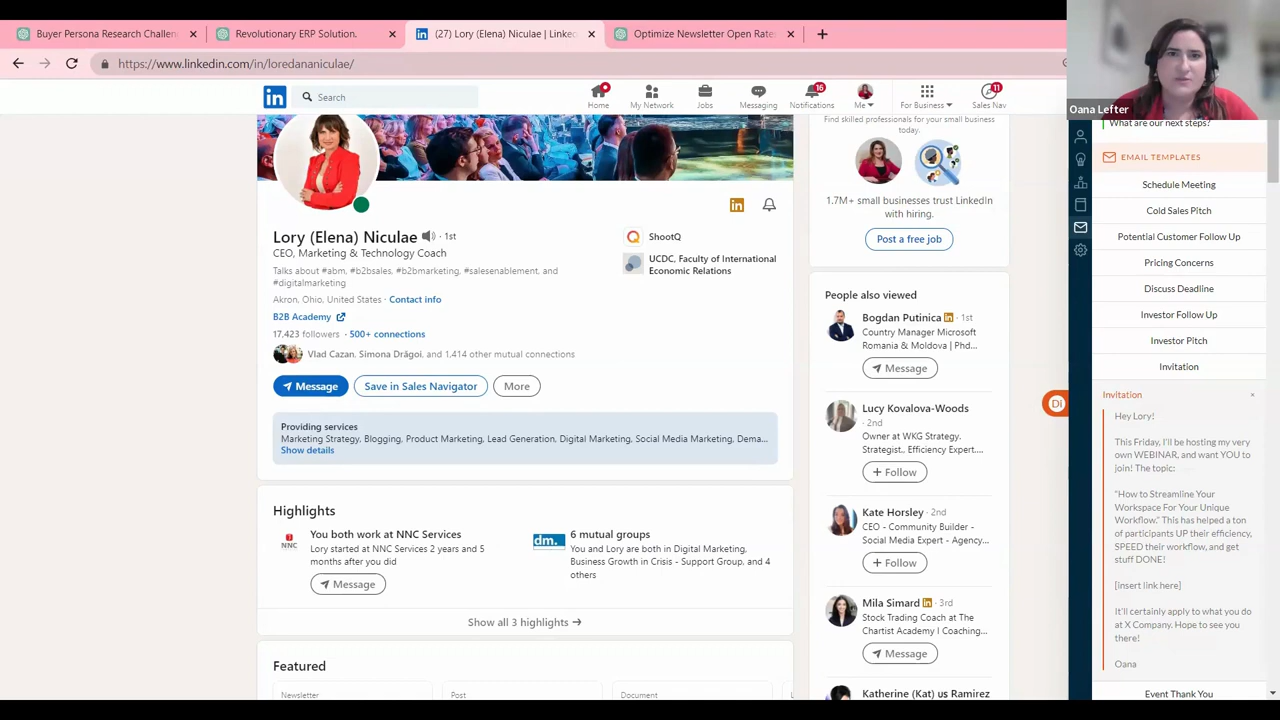 Buyer Persona Research Challen
Revolutionary ERP Solution.
(27) Lory (Elena) Niculae | Linke
Optimize Newsletter Open Rate
https://www.linkedin.com/in/loredananiculae/
Oana Lefter
in
Search
Home
My Network
Jobs
Messaging
16
Notifications
Me
For Business
11
Sales Nav
Lory (Elena) Niculae · 1st
CEO, Marketing & Technology Coach
Talks about #abm, #b2bsales, #b2bmarketing, #salesenablement, and
#digitalmarketing
Akron, Ohio, United States · Contact info
B2B Academy
17,423 followers · 500+ connections
Vlad Cazan, Simona Drăgoi, and 1,414 other mutual connections
Message
Save in Sales Navigator
More
ShootQ
UCDC, Faculty of International
Economic Relations
Providing services
Marketing Strategy, Blogging, Product Marketing, Lead Generation, Digital Marketing, Social Media Marketing, Dema...
Show details
Highlights
NNC
You both work at NNC Services
Lory started at NNC Services 2 years and 5
months after you did
Message
dm.
6 mutual groups
You and Lory are both in Digital Marketing,
Business Growth in Crisis - Support Group, and 4
others
Show all 3 highlights →
Featured
Newsletter
Post
Document
Find skilled professionals for your small business
today.
1.7M+ small businesses trust LinkedIn
with hiring.
Post a free job
People also viewed
Bogdan Putinica in · 1st
Country Manager Microsoft
Romania & Moldova | Phd...
Message
Lucy Kovalova-Woods
· 2nd
Owner at WKG Strategy.
Strategist., Efficiency Expert....
+ Follow
Kate Horsley · 2nd
CEO - Community Builder -
Social Media Expert - Agency...
+ Follow
Mila Simard in · 3rd
Stock Trading Coach at The
Chartist Academy I Coaching...
Message
Katherine (Kat) us Ramirez
Di
What are our next steps?
EMAIL TEMPLATES
Schedule Meeting
Cold Sales Pitch
Potential Customer Follow Up
Pricing Concerns
Discuss Deadline
Investor Follow Up
Investor Pitch
Invitation
Invitation
Hey Lory!
This Friday, I'll be hosting my very
own WEBINAR, and want YOU to
join! The topic:
"How to Streamline Your
Workspace For Your Unique
Workflow." This has helped a ton
of participants UP their efficiency,
SPEED their workflow, and get
stuff DONE!
[insert link here]
It'll certainly apply to what you do
at X Company. Hope to see you
there!
Oana
Event Thank You